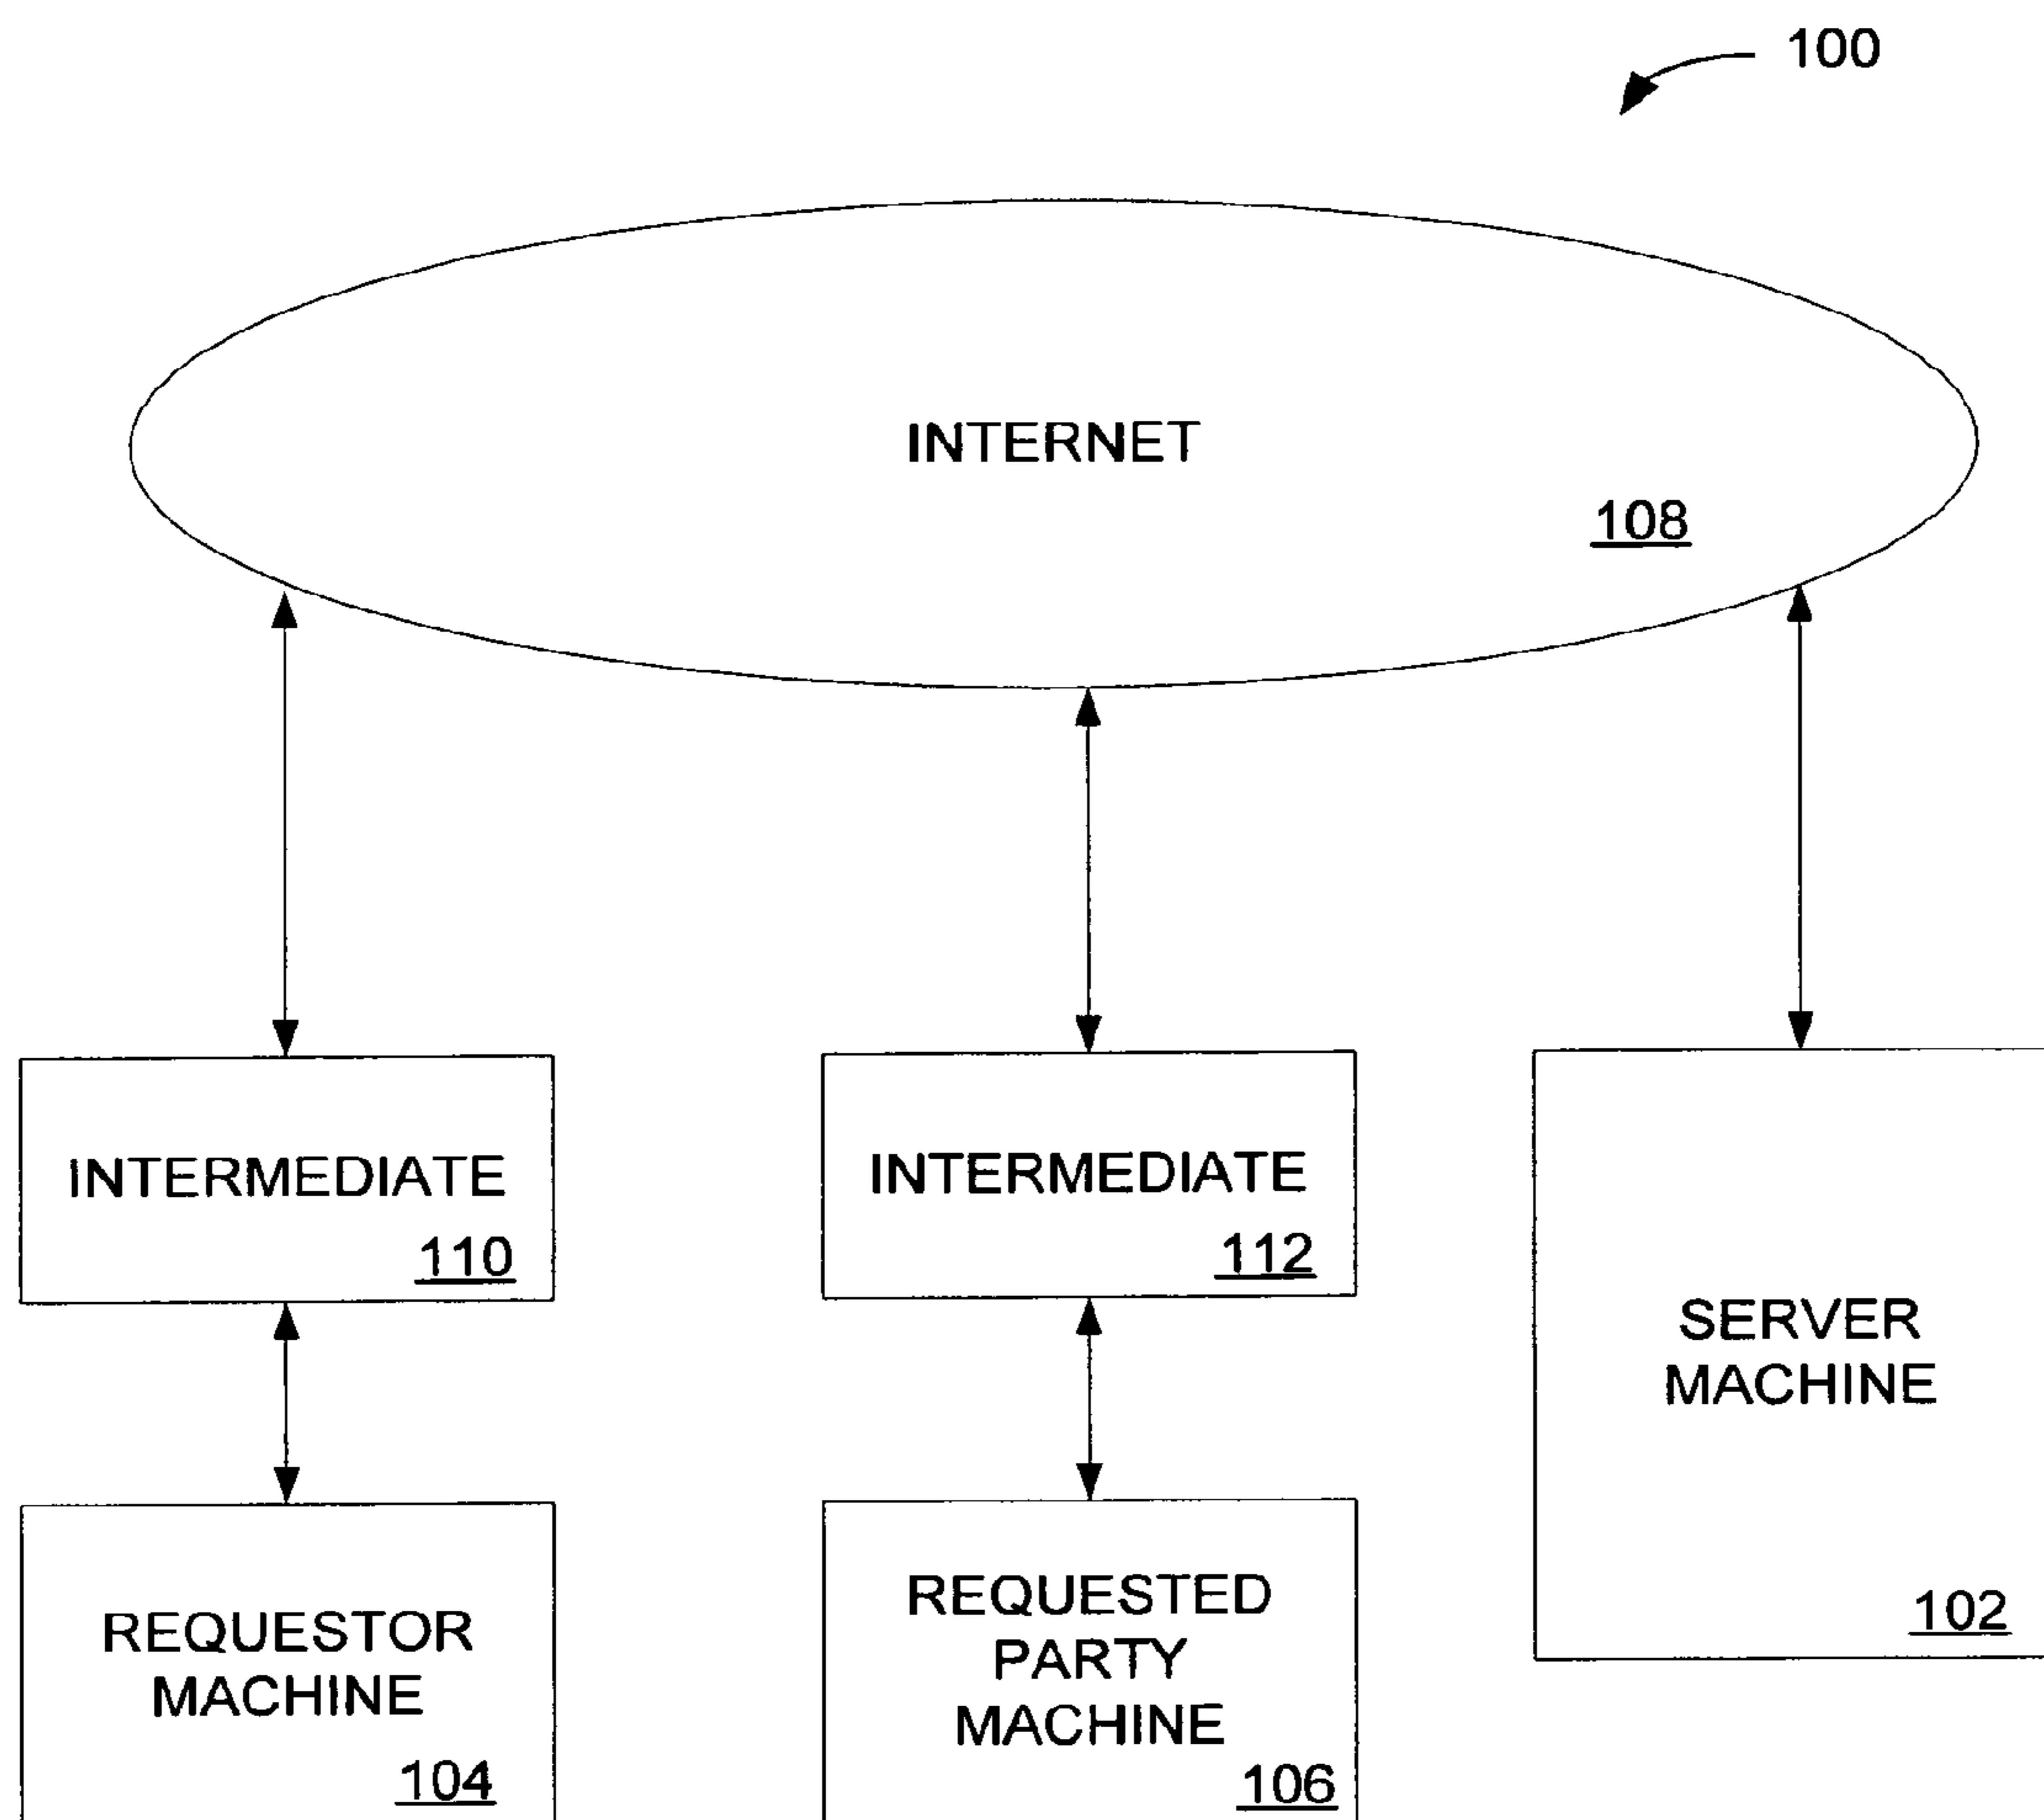 100
INTERNET
108
INTERMEDIATE
110
INTERMEDIATE
112
SERVER
MACHINE
102
REQUESTOR
MACHINE
104
REQUESTED
PARTY
MACHINE
106